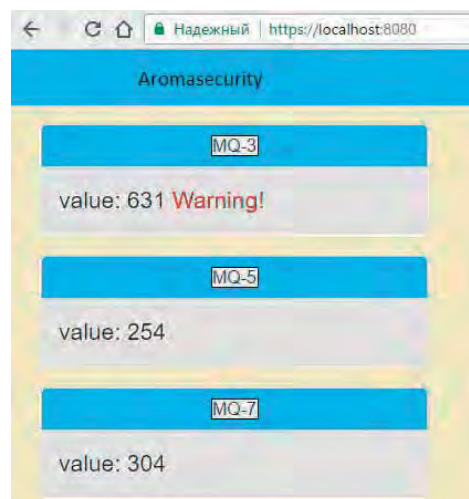 Надежный | https://localhost:8080
Aromasecurity
MQ-3
value: 631 Warning!
MQ-5
value: 254
MQ-7
value: 304